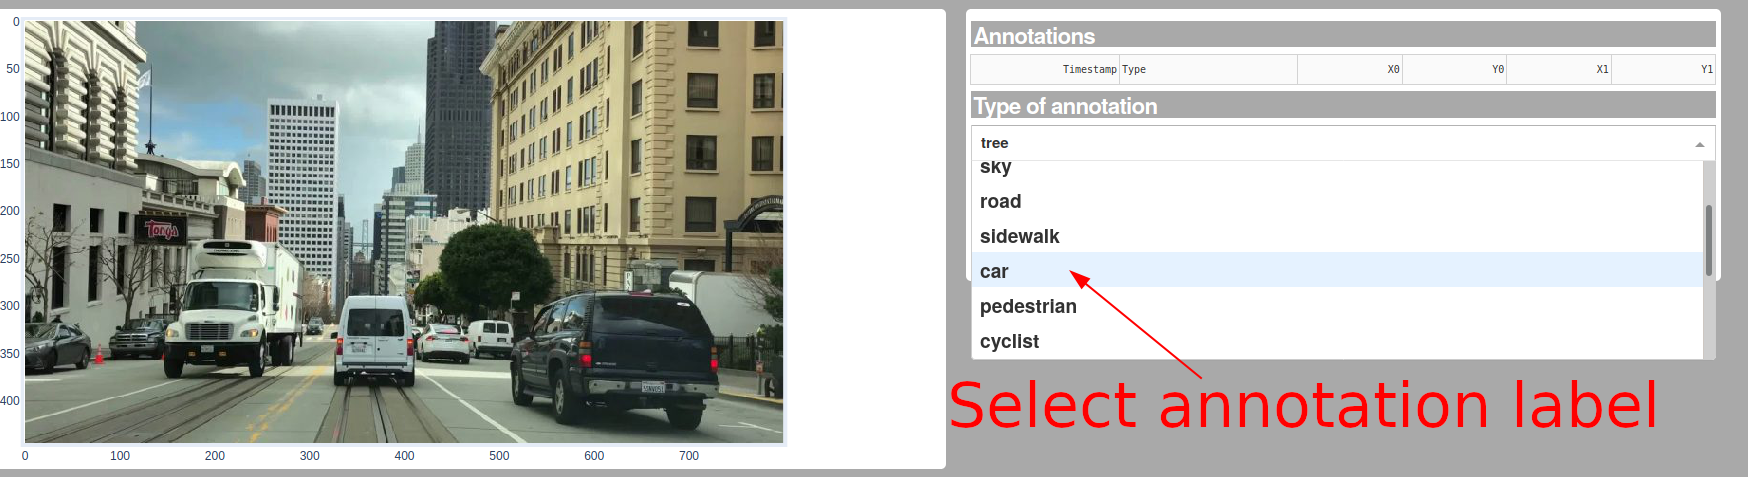 0
50
100
150
200
250
300
350
400
0 100 200 300 400 500 600 700
Tony's
Annotations
Timestamp Type X0 Y0 X1 Y1
Type of annotation
tree
sky
road
sidewalk
car
pedestrian
cyclist
Select annotation label